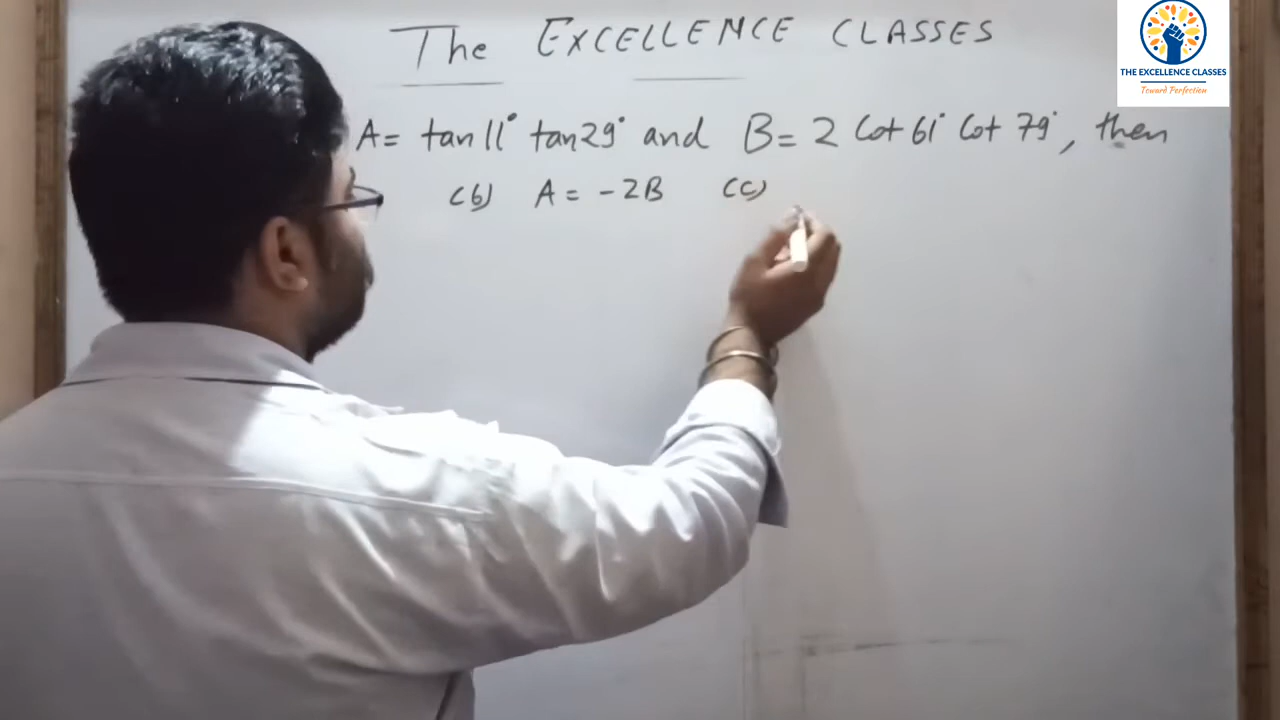 The EXCELLENCE CLASSES
THE EXCELLENCE CLASSES
Toward Perfection
A = tan 11° tan 29° and B = 2 Cot 61° Cot 79°, then
(b) A = -2B (c)